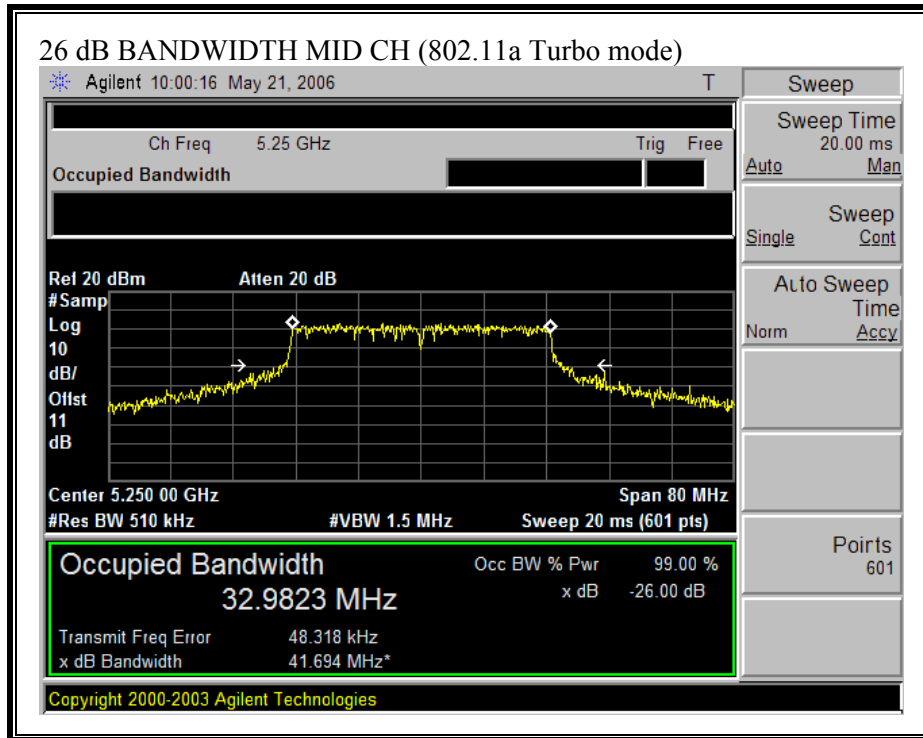 26 dB BANDWIDTH MID CH (802.11a Turbo mode)
Agilent 10:00:16 May 21, 2006 T
Ch Freq 5.25 GHz Trig Free
Occupied Bandwidth
Ref 20 dBm Atten 20 dB
#Samp
Log
10
dB/
Offst
11
dB
Center 5.250 00 GHz Span 80 MHz
#Res BW 510 kHz #VBW 1.5 MHz Sweep 20 ms (601 pts)
Occupied Bandwidth
32.9823 MHz
Occ BW % Pwr 99.00 %
x dB -26.00 dB
Transmit Freq Error 48.318 kHz
x dB Bandwidth 41.694 MHz*
Copyright 2000-2003 Agilent Technologies
Sweep
Sweep Time
20.00 ms
Auto Man
Sweep
Single Cont
Auto Sweep
Time
Norm Accy
Points
601